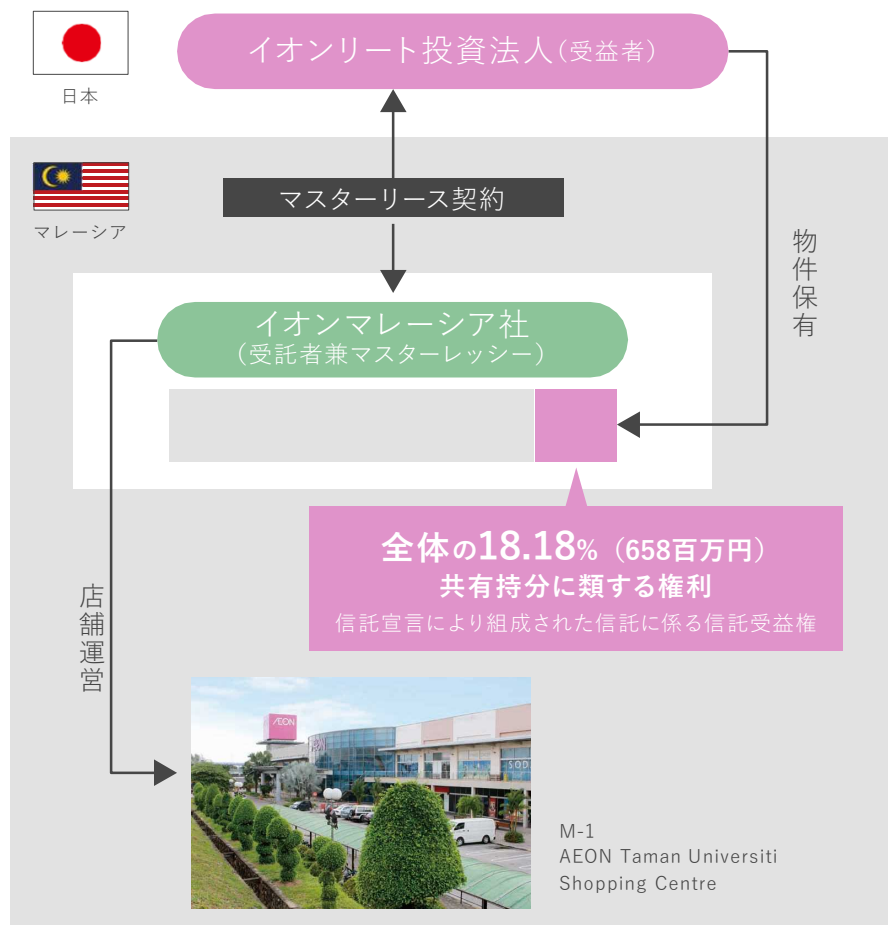 イオンリート投資法人(受益者)
日本
マレーシア
マスターリース契約
物件保有
イオンマレーシア社
(受託者兼マスターレッシー)
全体の18.18%(658百万円)
共有持分に類する権利
信託宣言により組成された信託に係る信託受益権
店舗運営
AEON
AEON
SOD
M-1
AEON Taman Universiti
Shopping Centre